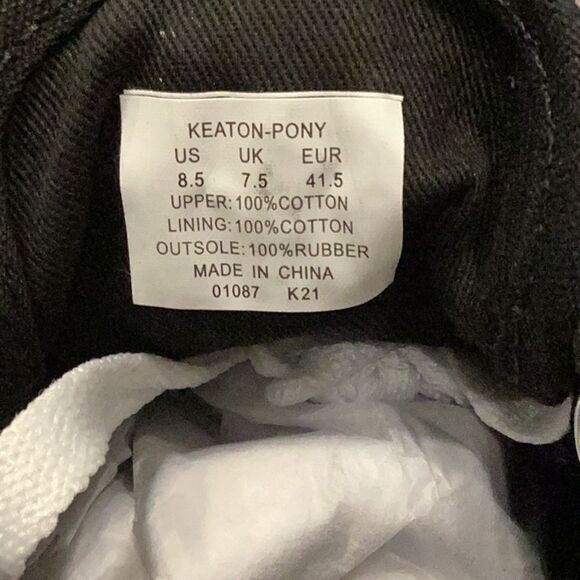 KEATON-PONY
US UK EUR
8.5 7.5 41.5
UPPER:100%COTTON
LINING:100%COTTON
OUTSOLE:100%RUBBER
MADE IN CHINA
01087 K21